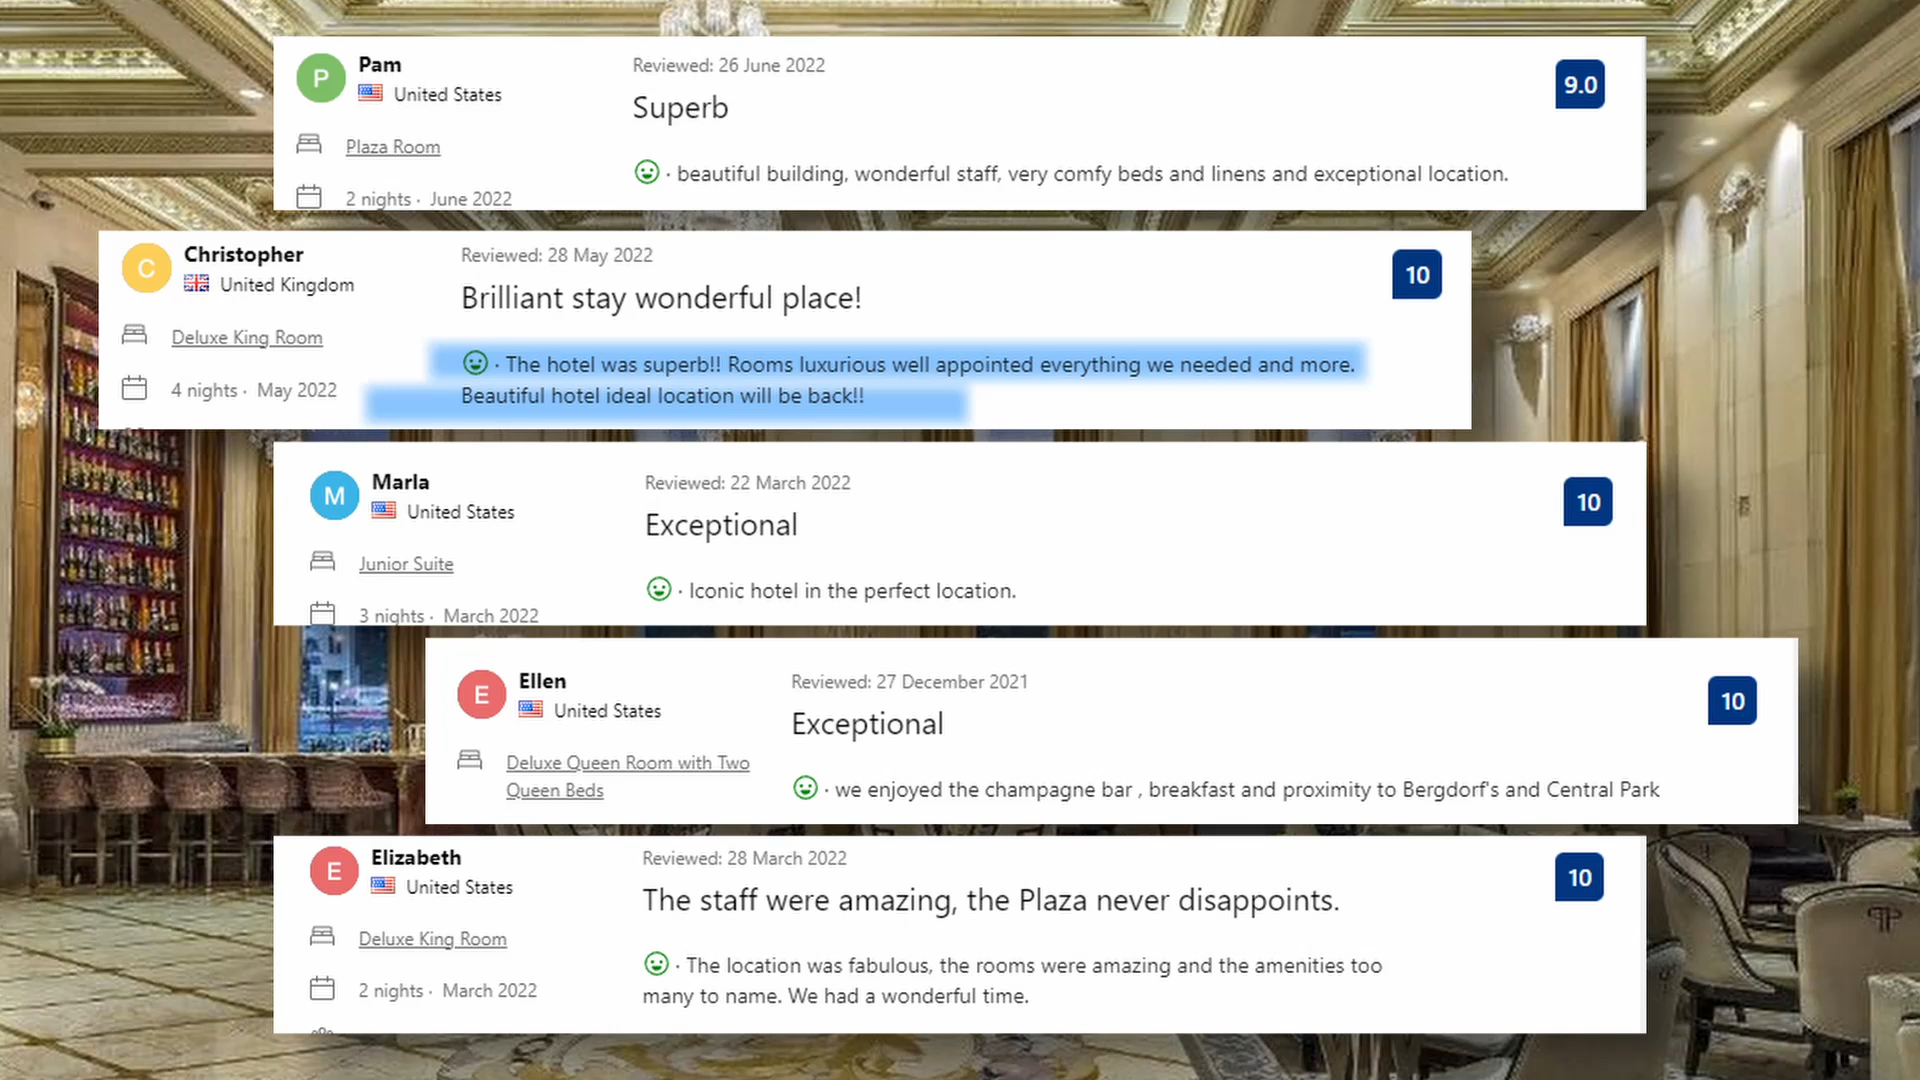 P
Pam
United States
Plaza Room
2 nights · June 2022
Reviewed: 26 June 2022
Superb
· beautiful building, wonderful staff, very comfy beds and linens and exceptional location.
9.0
C
Christopher
United Kingdom
Deluxe King Room
4 nights · May 2022
Reviewed: 28 May 2022
Brilliant stay wonderful place!
· The hotel was superb!! Rooms luxurious well appointed everything we needed and more.
Beautiful hotel ideal location will be back!!
10
M
Marla
United States
Junior Suite
3 nights · March 2022
Reviewed: 22 March 2022
Exceptional
· Iconic hotel in the perfect location.
10
E
Ellen
United States
Deluxe Queen Room with Two
Queen Beds
Reviewed: 27 December 2021
Exceptional
· we enjoyed the champagne bar , breakfast and proximity to Bergdorf's and Central Park
10
E
Elizabeth
United States
Deluxe King Room
2 nights · March 2022
Reviewed: 28 March 2022
The staff were amazing, the Plaza never disappoints.
· The location was fabulous, the rooms were amazing and the amenities too
many to name. We had a wonderful time.
10